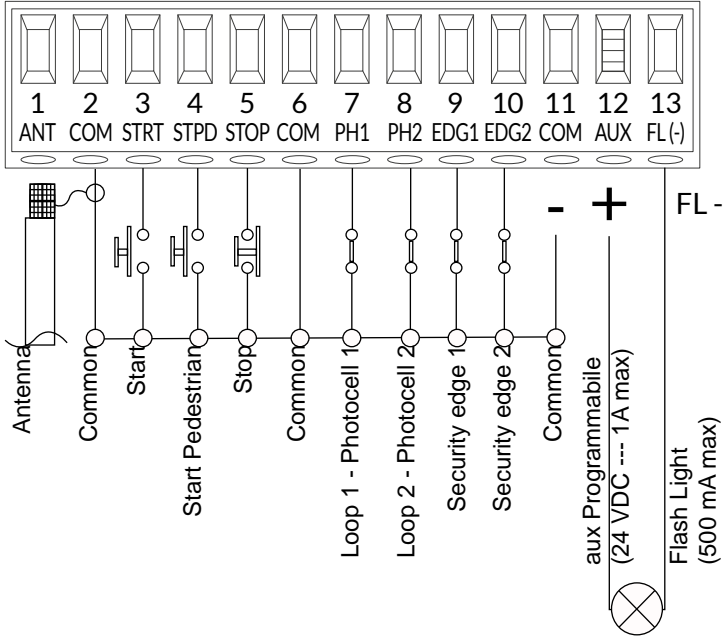 1 2 3 4 5 6 7 8 9 10 11 12 13
ANT COM STRT STPD STOP COM PH1 PH2 EDG1 EDG2 COM AUX FL (-)
- + FL -
Antenna
Common
Start
Start Pedestrian
Stop
Common
Loop 1 - Photocell 1
Loop 2 - Photocell 2
Security edge 1
Security edge 2
Common
aux Programmabile
(24 VDC --- 1A max)
Flash Light
(500 mA max)